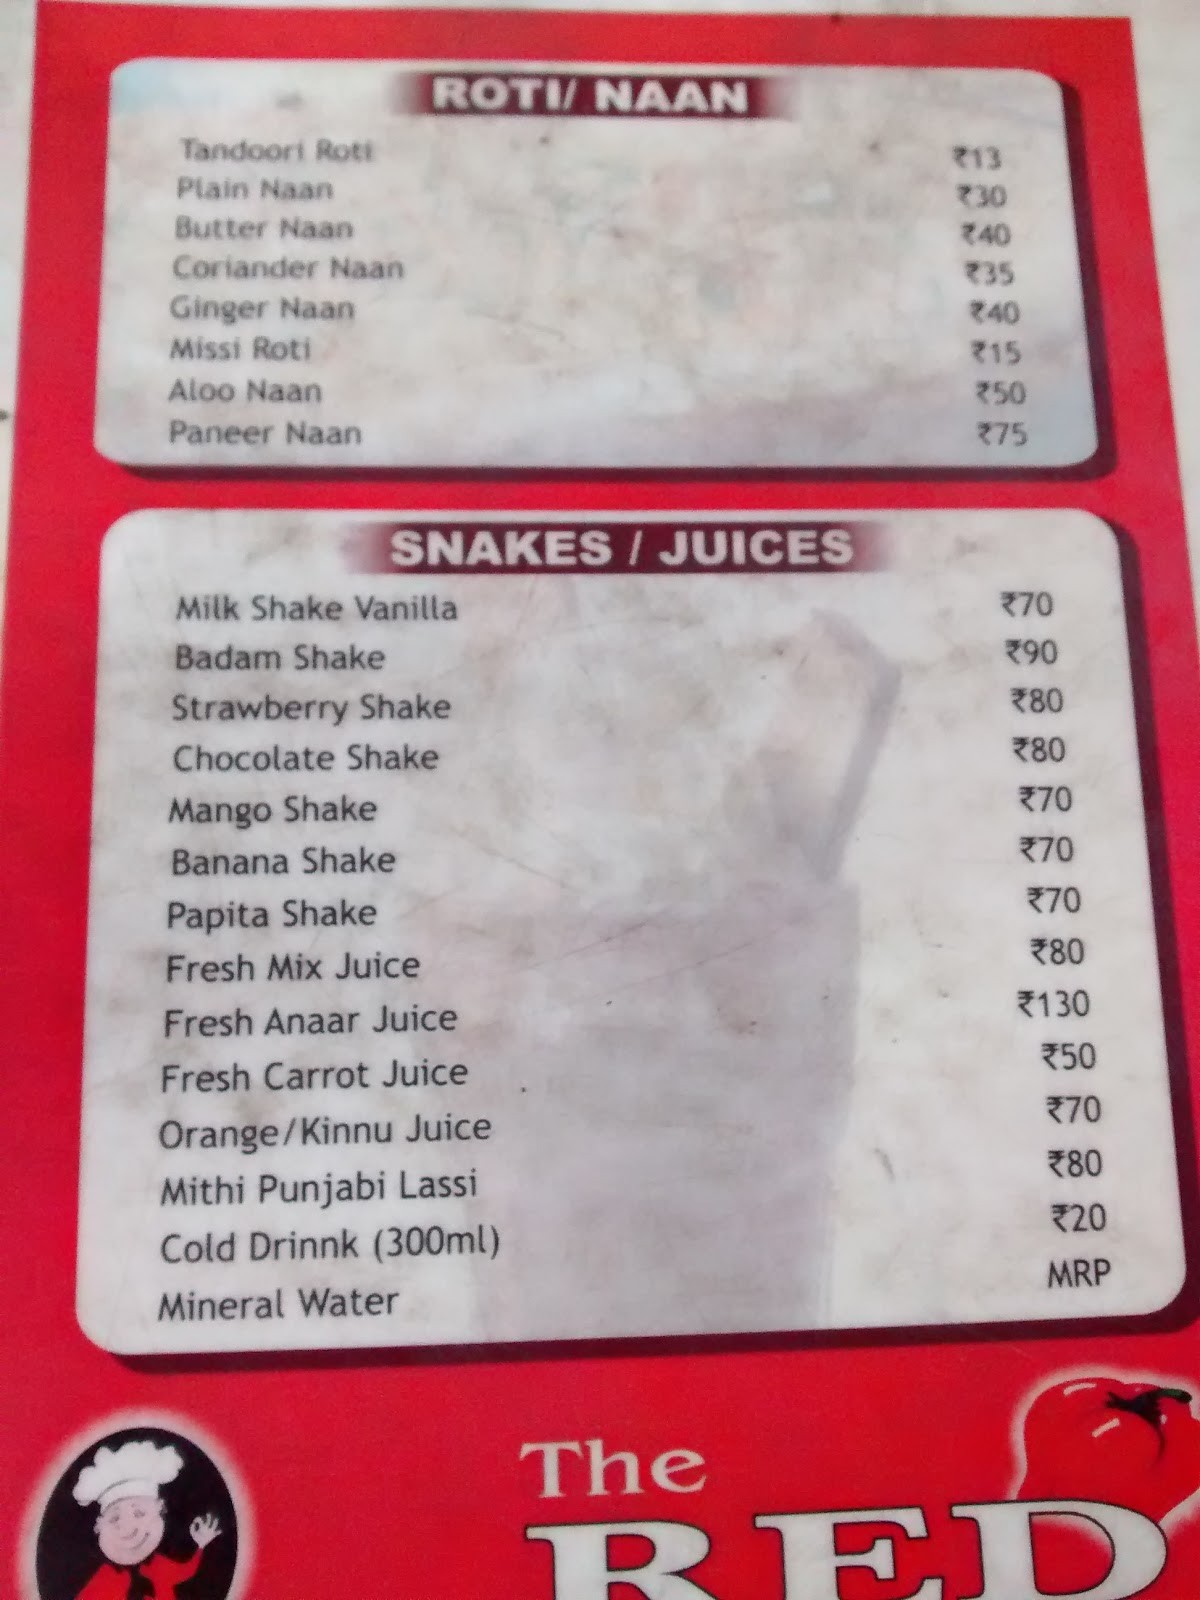 ROTI/ NAAN
Tandoori Roti ₹13
Plain Naan ₹30
Butter Naan ₹40
Coriander Naan ₹35
Ginger Naan ₹40
Missi Roti ₹15
Aloo Naan ₹50
Paneer Naan ₹75
SNAKES / JUICES
Milk Shake Vanilla ₹70
Badam Shake ₹90
Strawberry Shake ₹80
Chocolate Shake ₹80
Mango Shake ₹70
Banana Shake ₹70
Papita Shake ₹70
Fresh Mix Juice ₹80
Fresh Anaar Juice ₹130
Fresh Carrot Juice ₹50
Orange/Kinnu Juice ₹70
Mithi Punjabi Lassi ₹80
Cold Drinnk (300ml) ₹20
Mineral Water MRP
The
RED